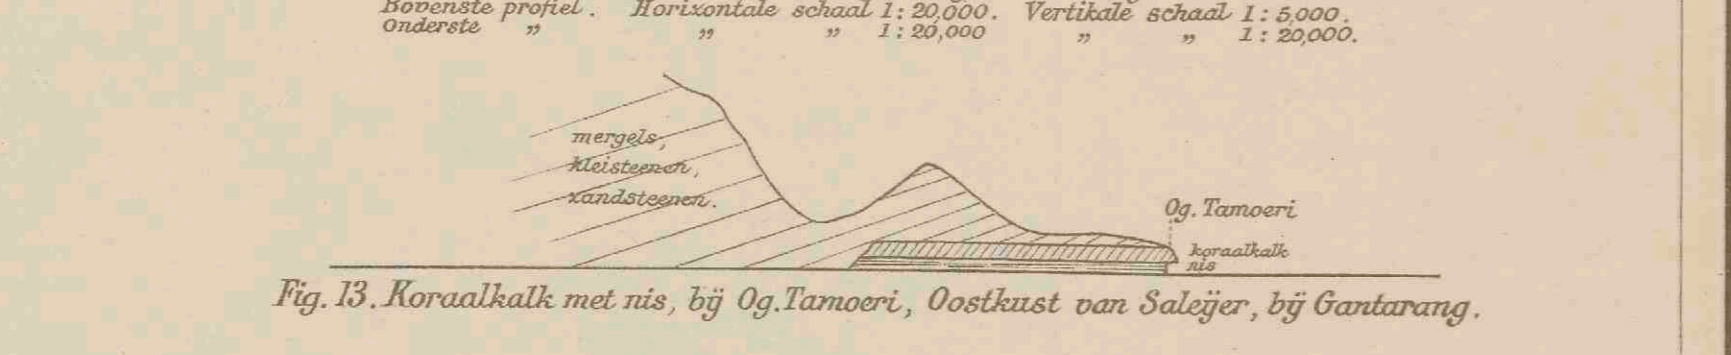 Bovenste profiel. Horizontale schaal 1: 20,000. Vertikale schaal 1: 5,000.
Onderste „ „ „ 1: 20,000 „ „ 1: 20,000.
mergels,
kleisteenen,
zandsteenen.
Og. Tamoeri
koraalkalk
nis
Fig. 13. Koraalkalk met nis, bij Og. Tamoeri, Oostkust van Saleijer, bij Gantarang.